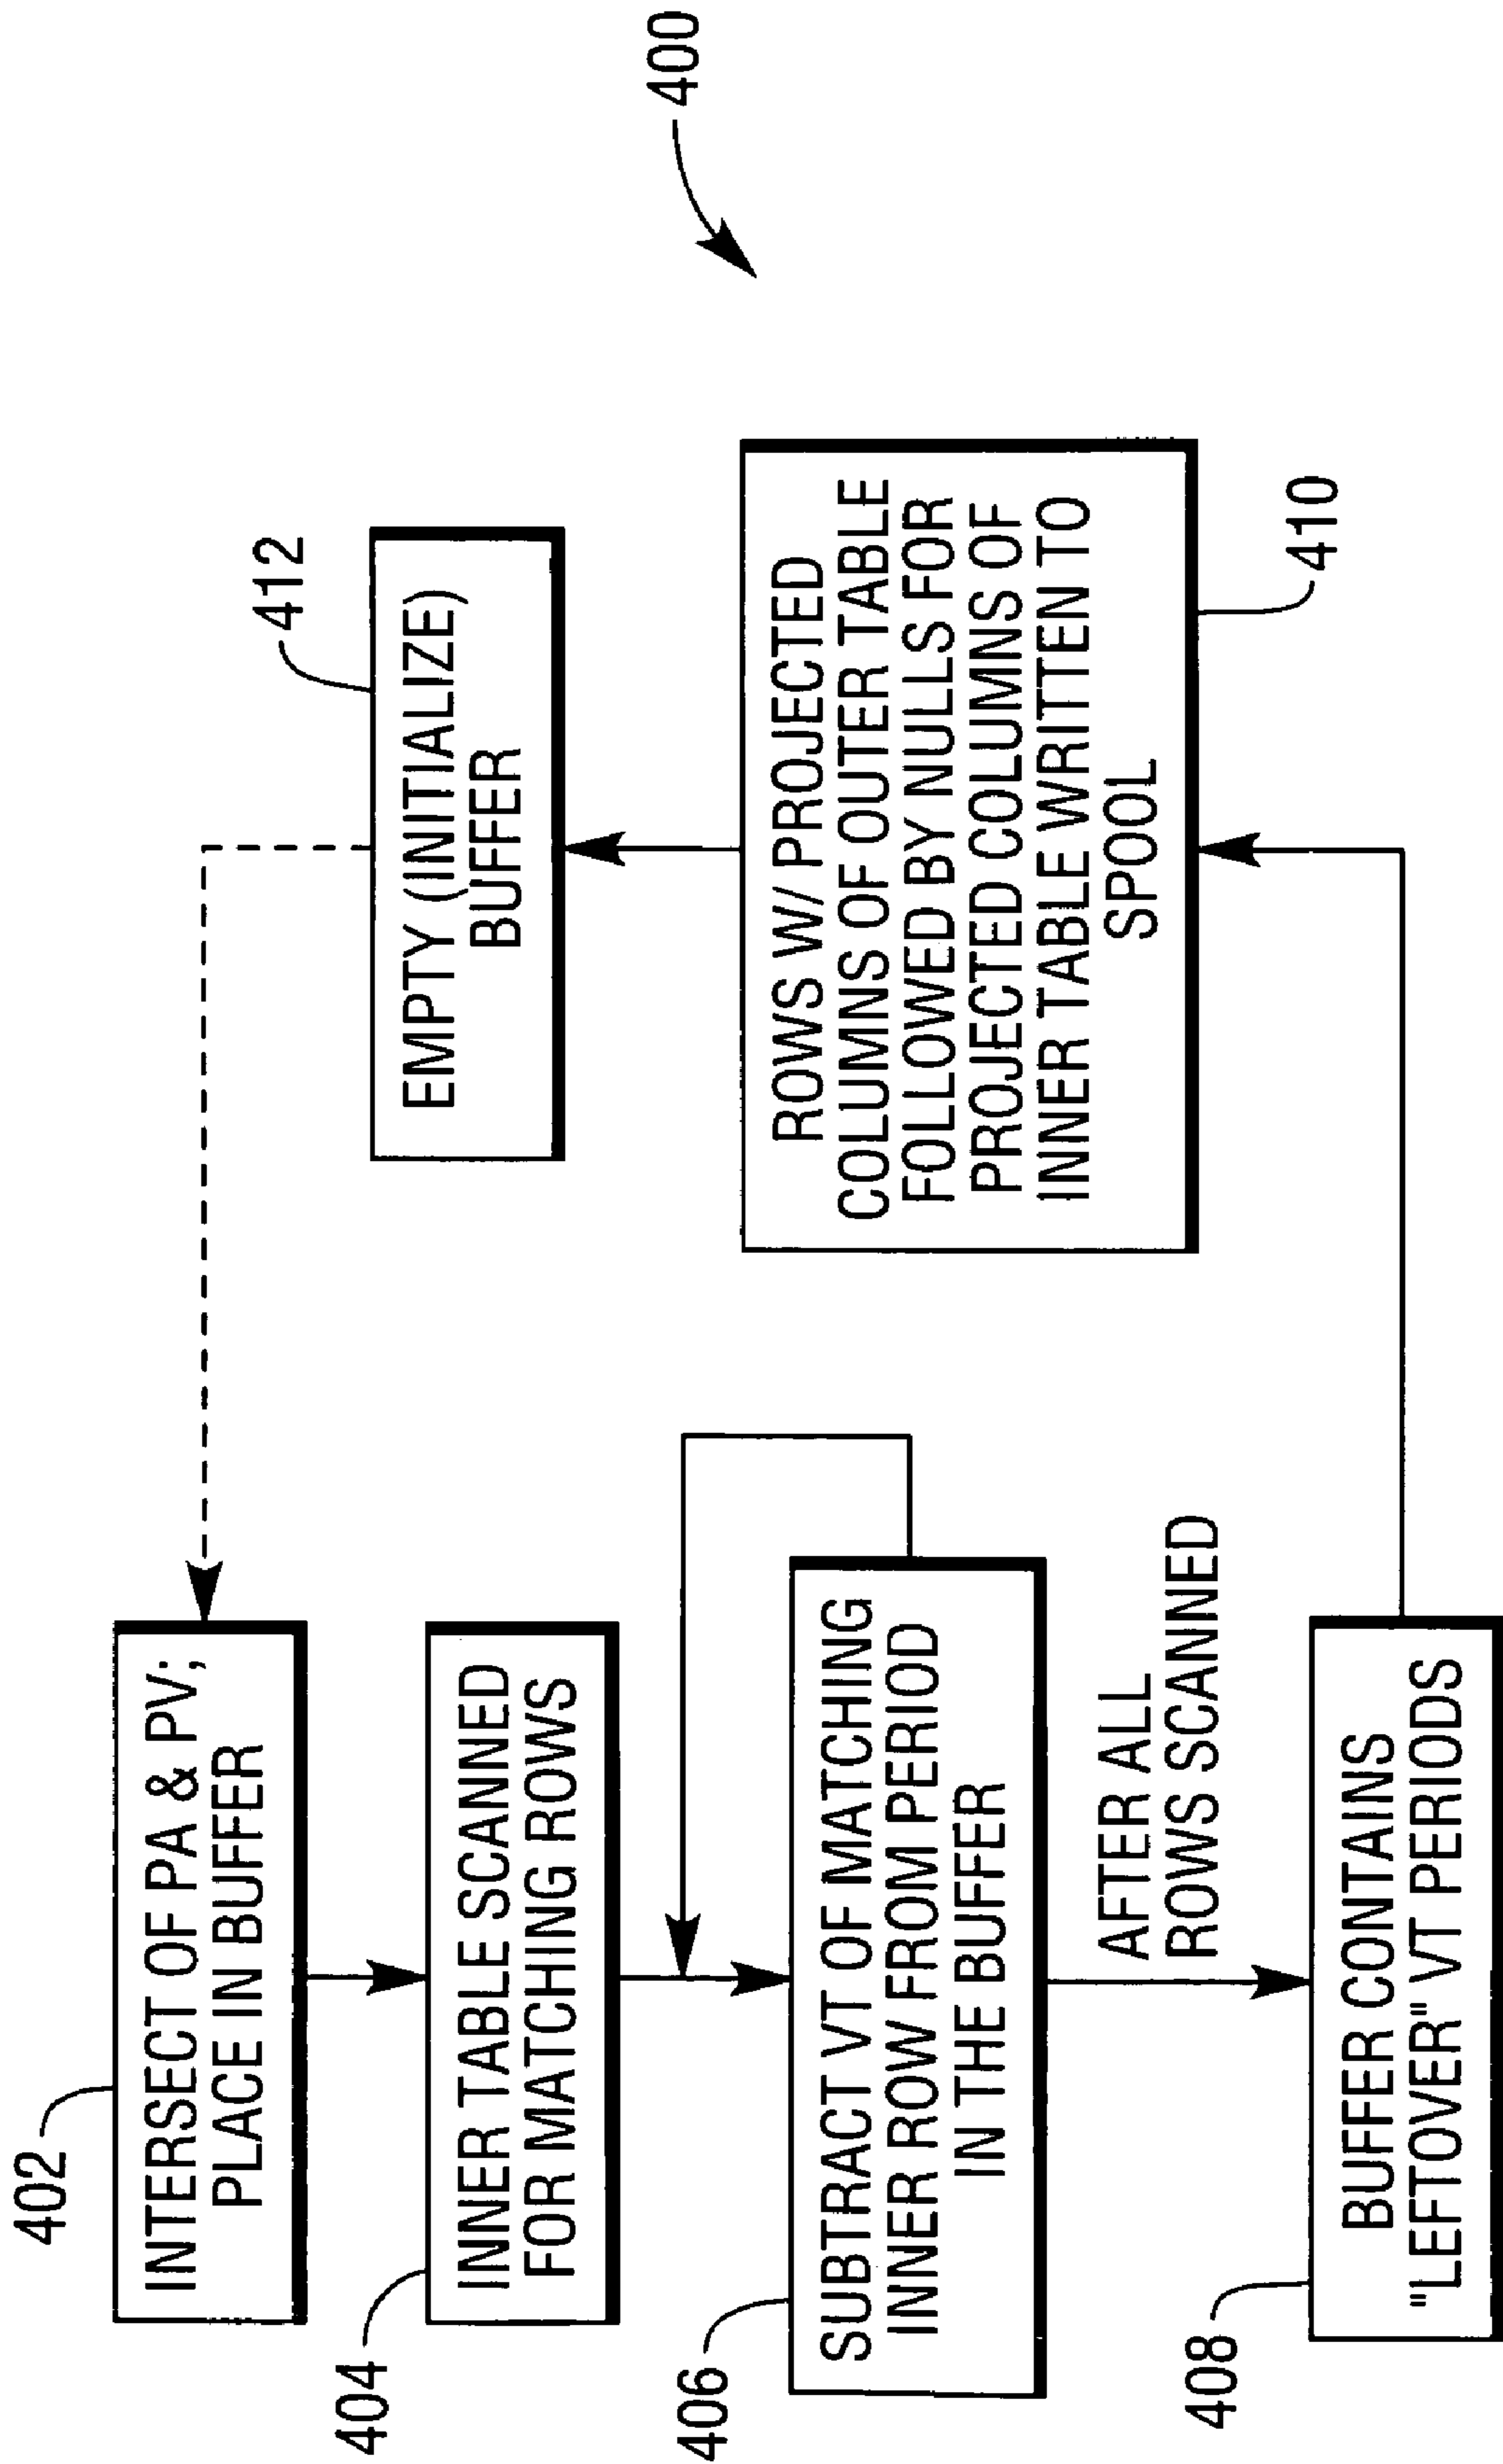 402
INTERSECT OF PA & PV;
PLACE IN BUFFER
404
INNER TABLE SCANNED
FOR MATCHING ROWS
406
SUBTRACT VT OF MATCHING
INNER ROW FROM PERIOD
IN THE BUFFER
AFTER ALL
ROWS SCANNED
408
BUFFER CONTAINS
"LEFTOVER" VT PERIODS
412
EMPTY (INITIALIZE)
BUFFER
ROWS W/ PROJECTED
COLUMNS OF OUTER TABLE
FOLLOWED BY NULLS FOR
PROJECTED COLUMNS OF
INNER TABLE WRITTEN TO
SPOOL
410
400